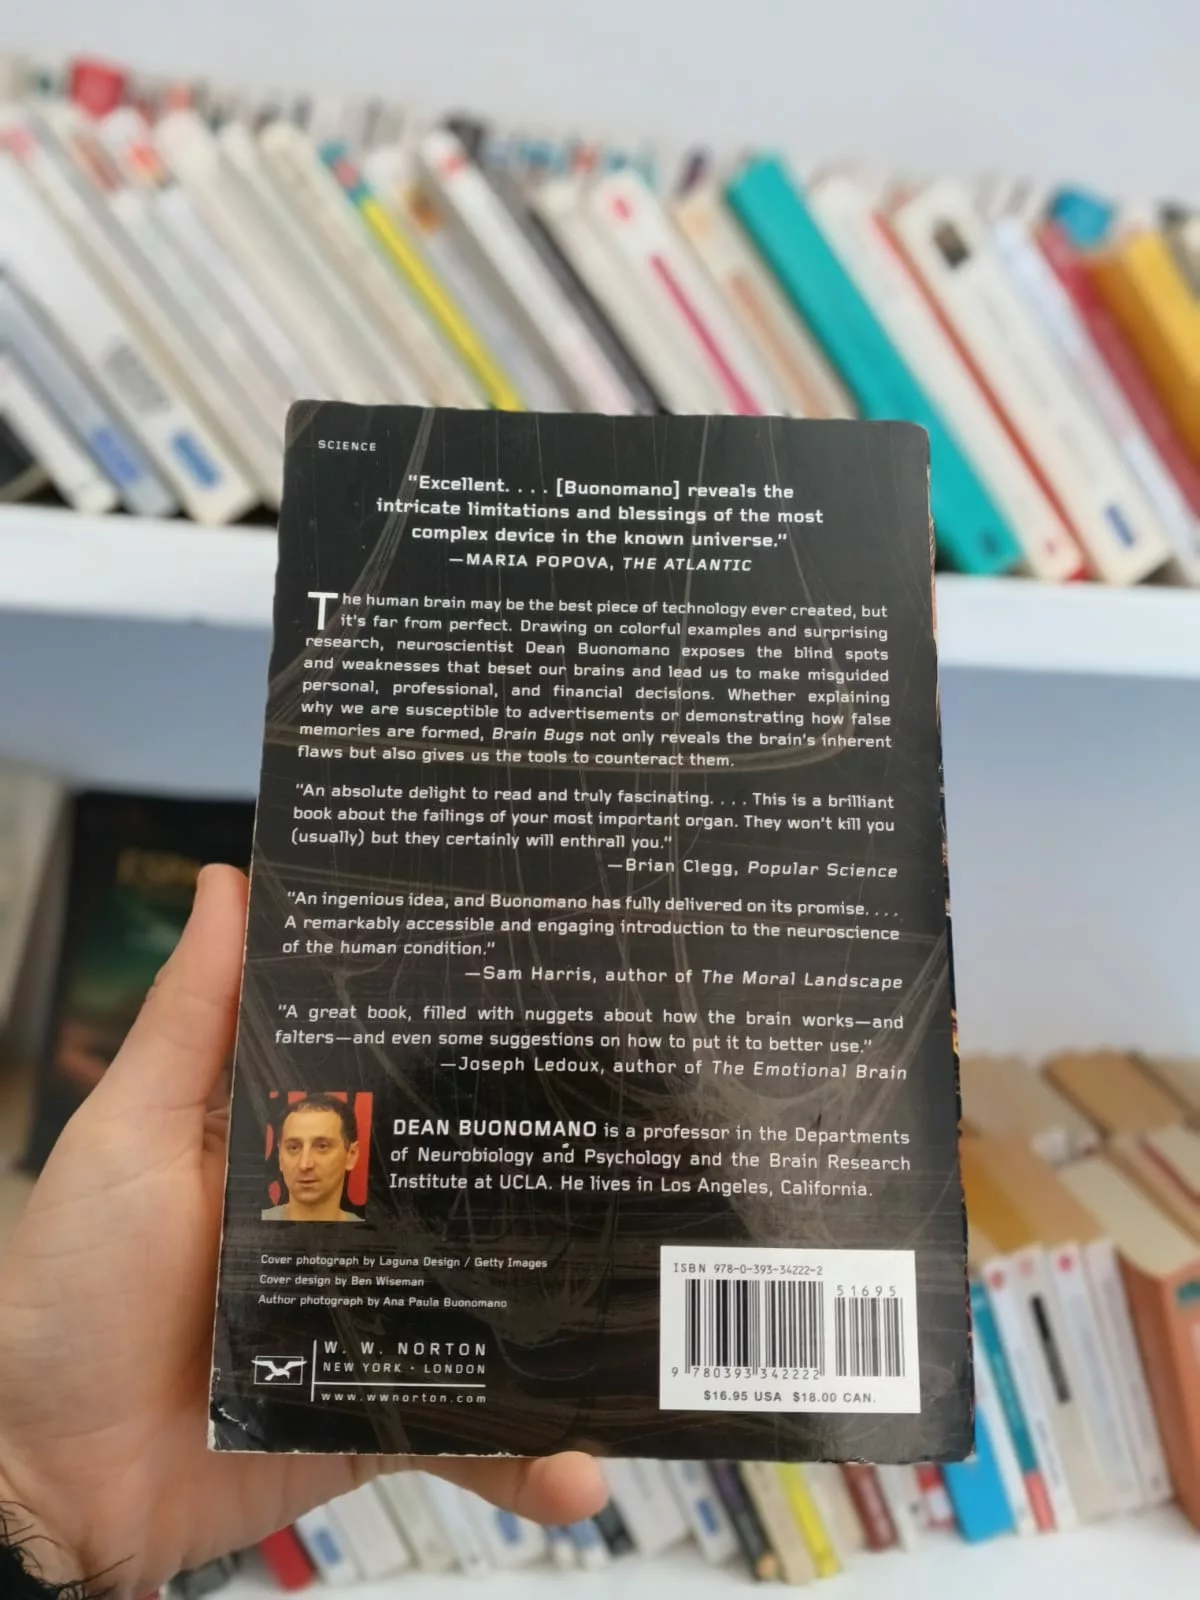 SCIENCE
"Excellent. . . . [Buonomano] reveals the
intricate limitations and blessings of the most
complex device in the known universe."
—MARIA POPOVA, THE ATLANTIC
The human brain may be the best piece of technology ever created, but
it's far from perfect. Drawing on colorful examples and surprising
research, neuroscientist Dean Buonomano exposes the blind spots
and weaknesses that beset our brains and lead us to make misguided
personal, professional, and financial decisions. Whether explaining
why we are susceptible to advertisements or demonstrating how false
memories are formed, Brain Bugs not only reveals the brain's inherent
flaws but also gives us the tools to counteract them.
"An absolute delight to read and truly fascinating. . . . This is a brilliant
book about the failings of your most important organ. They won't kill you
(usually) but they certainly will enthrall you."
—Brian Clegg, Popular Science
"An ingenious idea, and Buonomano has fully delivered on its promise. . . .
A remarkably accessible and engaging introduction to the neuroscience
of the human condition."
—Sam Harris, author of The Moral Landscape
"A great book, filled with nuggets about how the brain works—and
falters—and even some suggestions on how to put it to better use."
—Joseph Ledoux, author of The Emotional Brain
DEAN BUONOMANO is a professor in the Departments
of Neurobiology and Psychology and the Brain Research
Institute at UCLA. He lives in Los Angeles, California.
Cover photograph by Laguna Design / Getty Images
Cover design by Ben Wiseman
Author photograph by Ana Paula Buonomano
W. W. NORTON
NEW YORK · LONDON
www.wwnorton.com
ISBN 978-0-393-34222-2
51695
9 780393 342222
$16.95 USA $18.00 CAN.